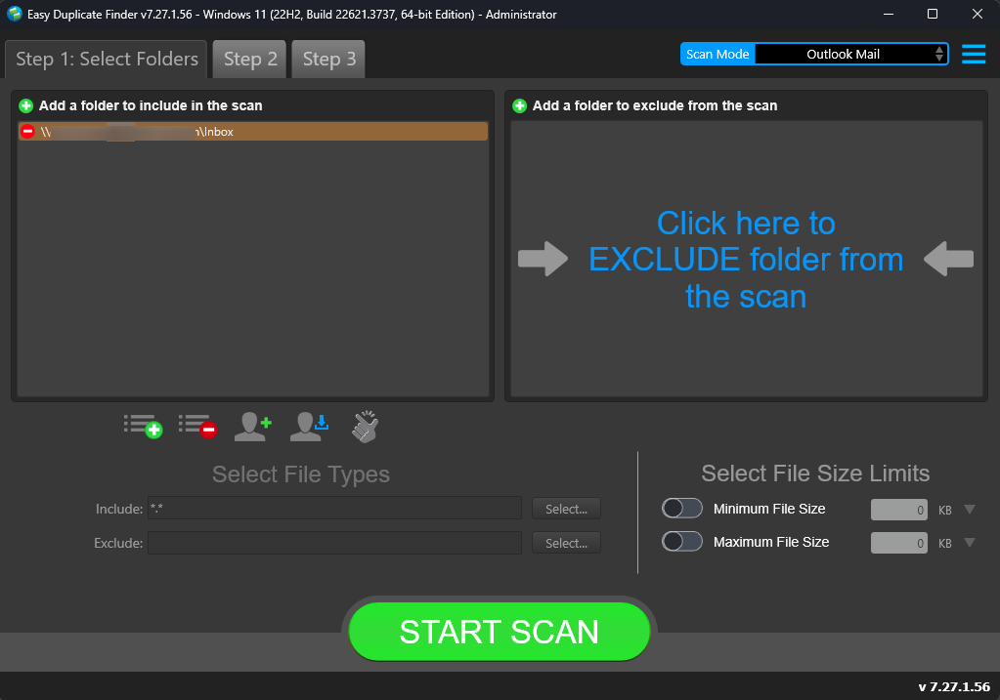 Easy Duplicate Finder v7.27.1.56 - Windows 11 (22H2, Build 22621.3737, 64-bit Edition) - Administrator
Step 1: Select Folders
Step 2
Step 3
Scan Mode
Outlook Mail
Add a folder to include in the scan
\\
\Inbox
Add a folder to exclude from the scan
Click here to
EXCLUDE folder from
the scan
Select File Types
Include:
*.*
Select...
Exclude:
Select...
Select File Size Limits
Minimum File Size
0
KB
Maximum File Size
0
KB
START SCAN
v 7.27.1.56